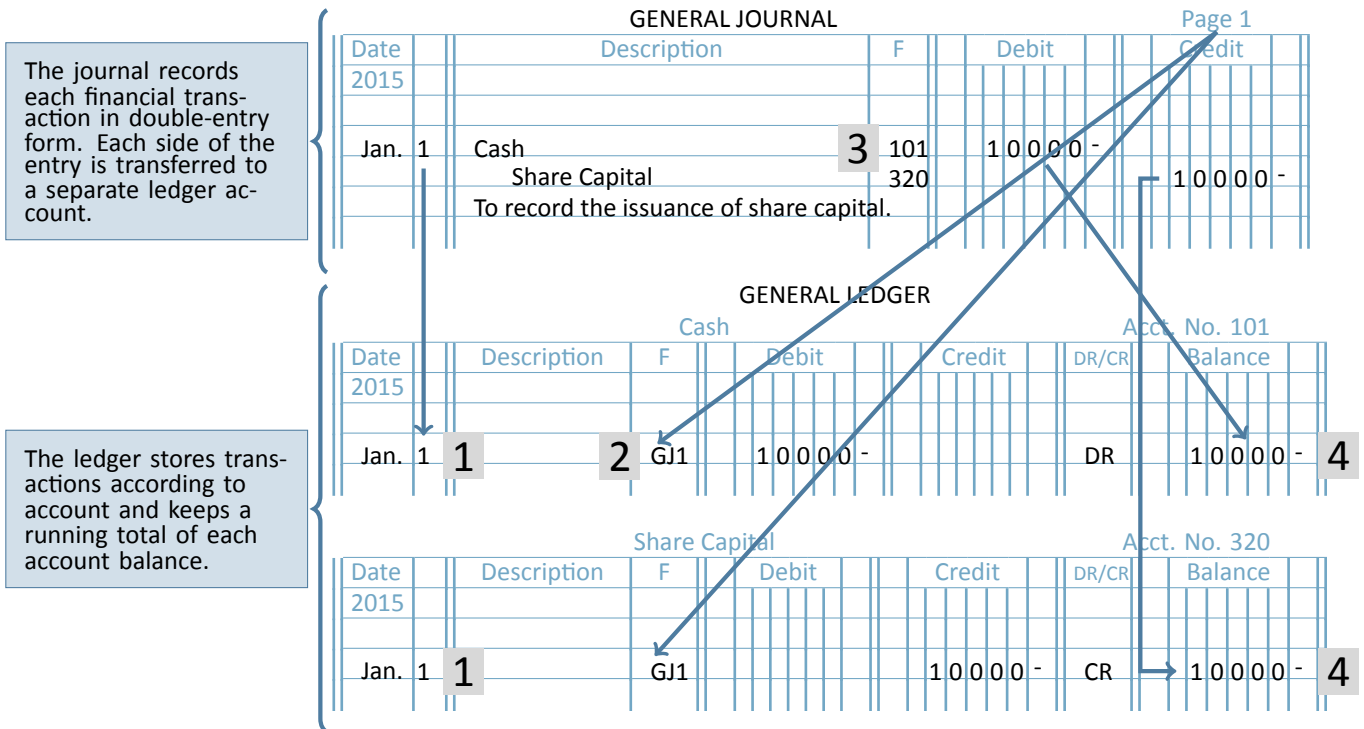 GENERAL JOURNAL Page 1
Date Description F Debit Credit
2015
The journal records
each financial trans-
action in double-entry
form. Each side of the
entry is transferred to
a separate ledger ac-
count.
Jan. 1 Cash 3 101 10000-
Share Capital 320 10000-
To record the issuance of share capital.
GENERAL LEDGER
Cash Acct. No. 101
Date Description F Debit Credit DR/CR Balance
2015
Jan. 1 1 2 GJ1 10000- DR 10000- 4
The ledger stores trans-
actions according to
account and keeps a
running total of each
account balance.
Share Capital Acct. No. 320
Date Description F Debit Credit DR/CR Balance
2015
Jan. 1 1 GJ1 10000- CR 10000- 4